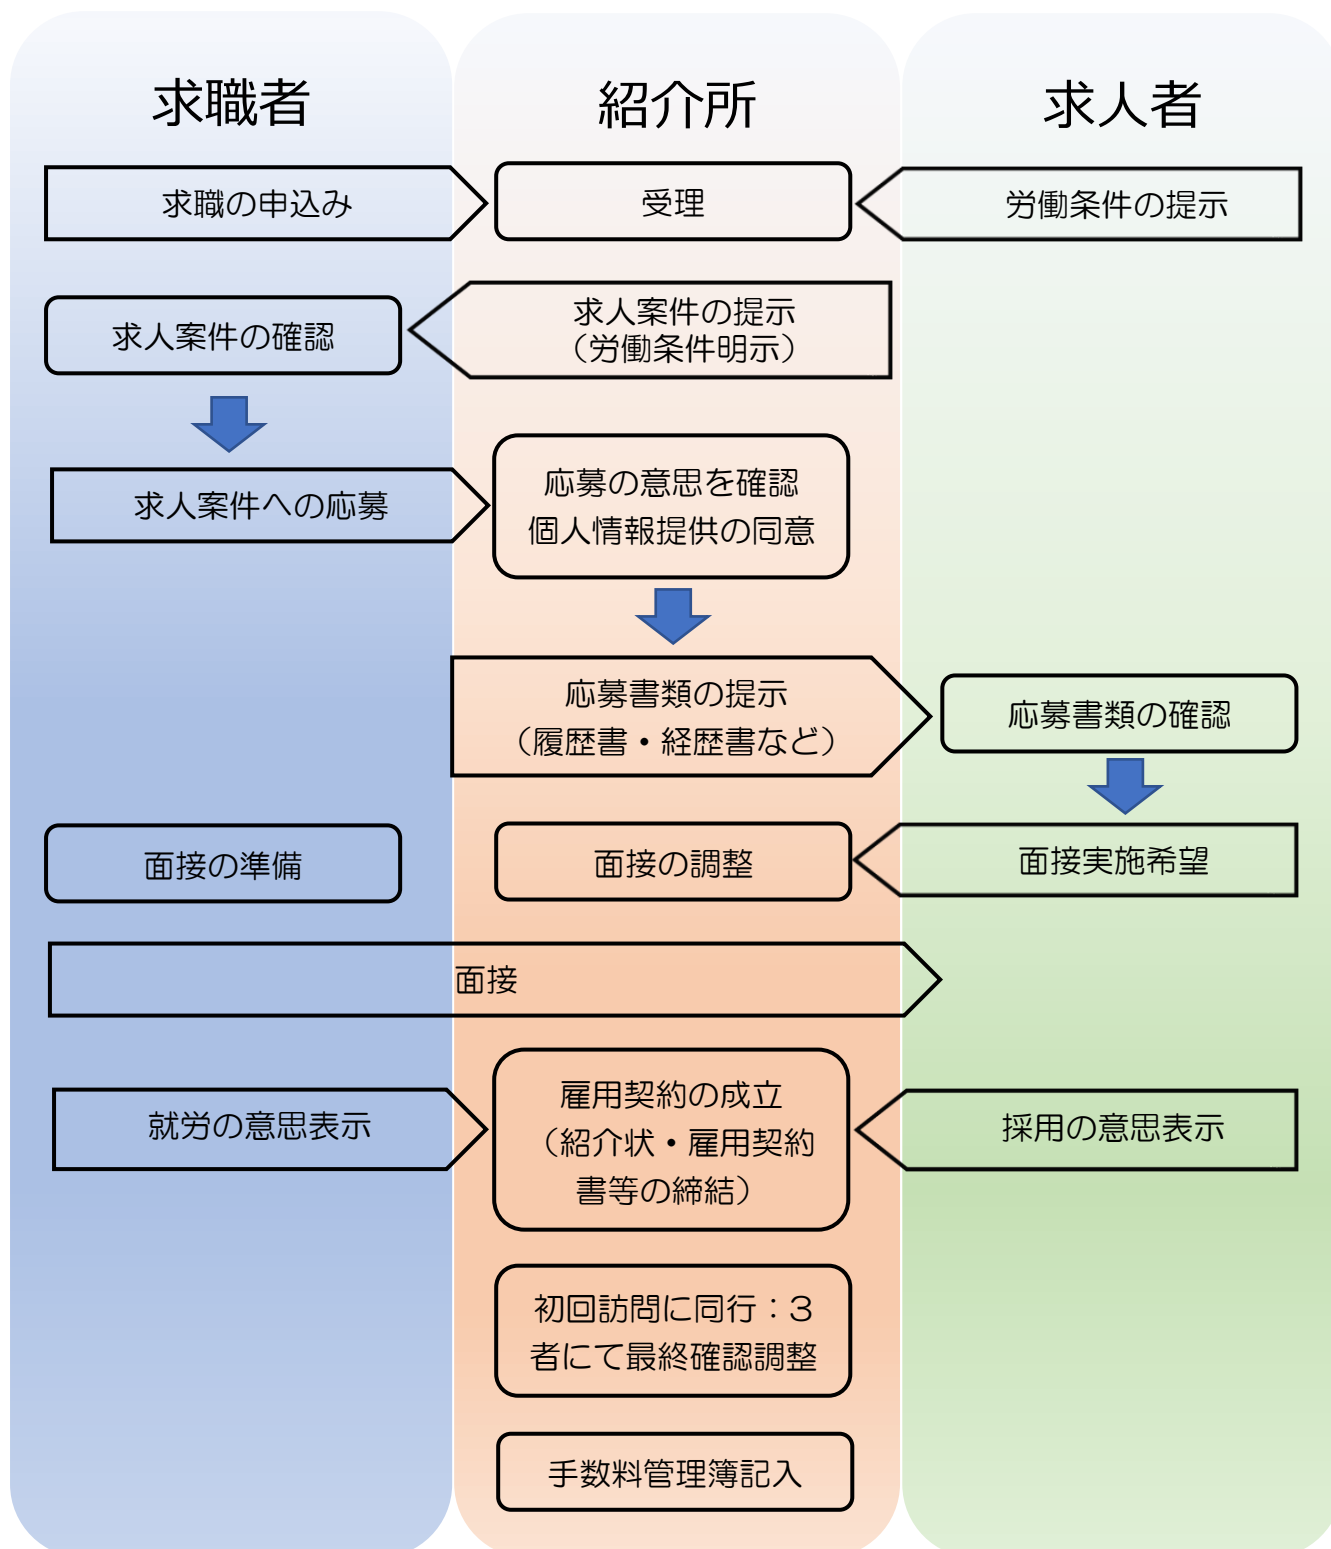 求職者
紹介所
求人者
求職の申込み
受理
労働条件の提示
求人案件の確認
求人案件の提示
（労働条件明示）
求人案件への応募
応募の意思を確認
個人情報提供の同意
応募書類の提示
（履歴書・経歴書など）
応募書類の確認
面接の準備
面接の調整
面接実施希望
面接
就労の意思表示
雇用契約の成立
（紹介状・雇用契約
書等の締結）
採用の意思表示
初回訪問に同行：３
者にて最終確認調整
手数料管理簿記入